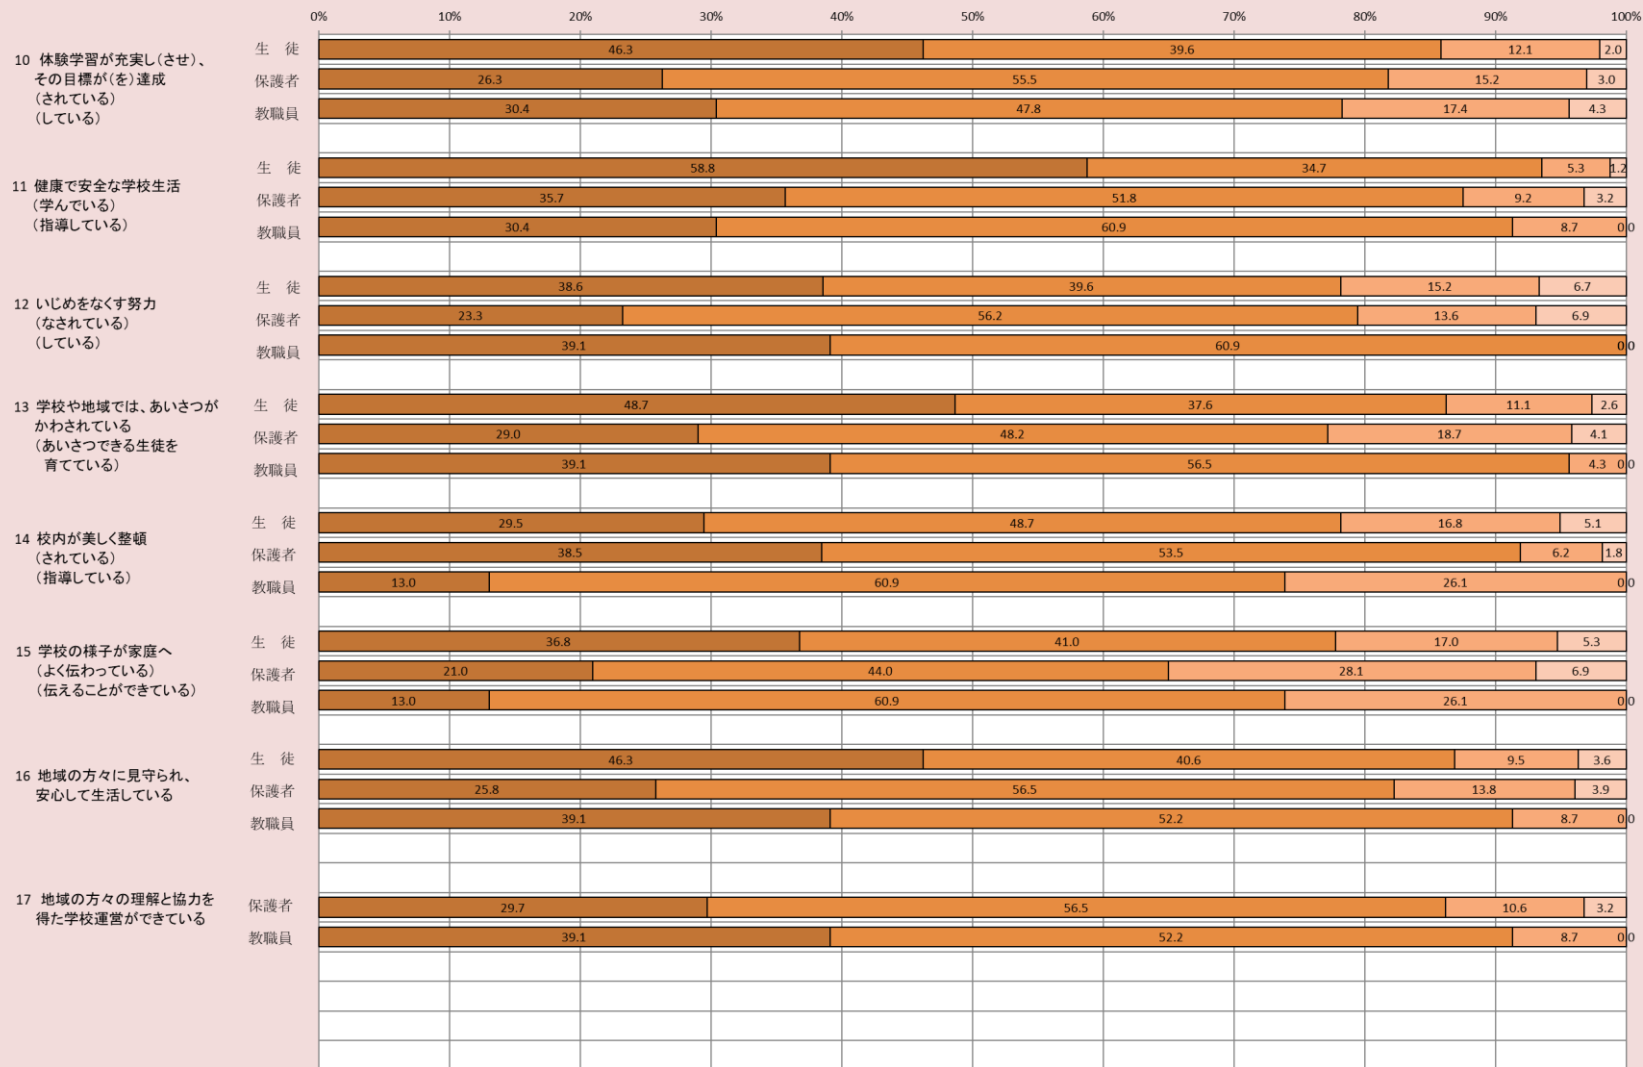 0% 10% 20% 30% 40% 50% 60% 70% 80% 90% 100%
10 体験学習が充実し(させ)、
その目標が(を)達成
(されている)
(している)
生 徒 46.3 39.6 12.1 2.0
保護者 26.3 55.5 15.2 3.0
教職員 30.4 47.8 17.4 4.3
11 健康で安全な学校生活
(学んでいる)
(指導している)
生 徒 58.8 34.7 5.3 1.2
保護者 35.7 51.8 9.2 3.2
教職員 30.4 60.9 8.7 0.0
12 いじめをなくす努力
(なされている)
(している)
生 徒 38.6 39.6 15.2 6.7
保護者 23.3 56.2 13.6 6.9
教職員 39.1 60.9 0.0
13 学校や地域では、あいさつが
かわされている
(あいさつできる生徒を
育てている)
生 徒 48.7 37.6 11.1 2.6
保護者 29.0 48.2 18.7 4.1
教職員 39.1 56.5 4.3 0.0
14 校内が美しく整頓
(されている)
(指導している)
生 徒 29.5 48.7 16.8 5.1
保護者 38.5 53.5 6.2 1.8
教職員 13.0 60.9 26.1 0.0
15 学校の様子が家庭へ
(よく伝わっている)
(伝えることができている)
生 徒 36.8 41.0 17.0 5.3
保護者 21.0 44.0 28.1 6.9
教職員 13.0 60.9 26.1 0.0
16 地域の方々に見守られ、
安心して生活している
生 徒 46.3 40.6 9.5 3.6
保護者 25.8 56.5 13.8 3.9
教職員 39.1 52.2 8.7 0.0
17 地域の方々の理解と協力を
得た学校運営ができている
保護者 29.7 56.5 10.6 3.2
教職員 39.1 52.2 8.7 0.0